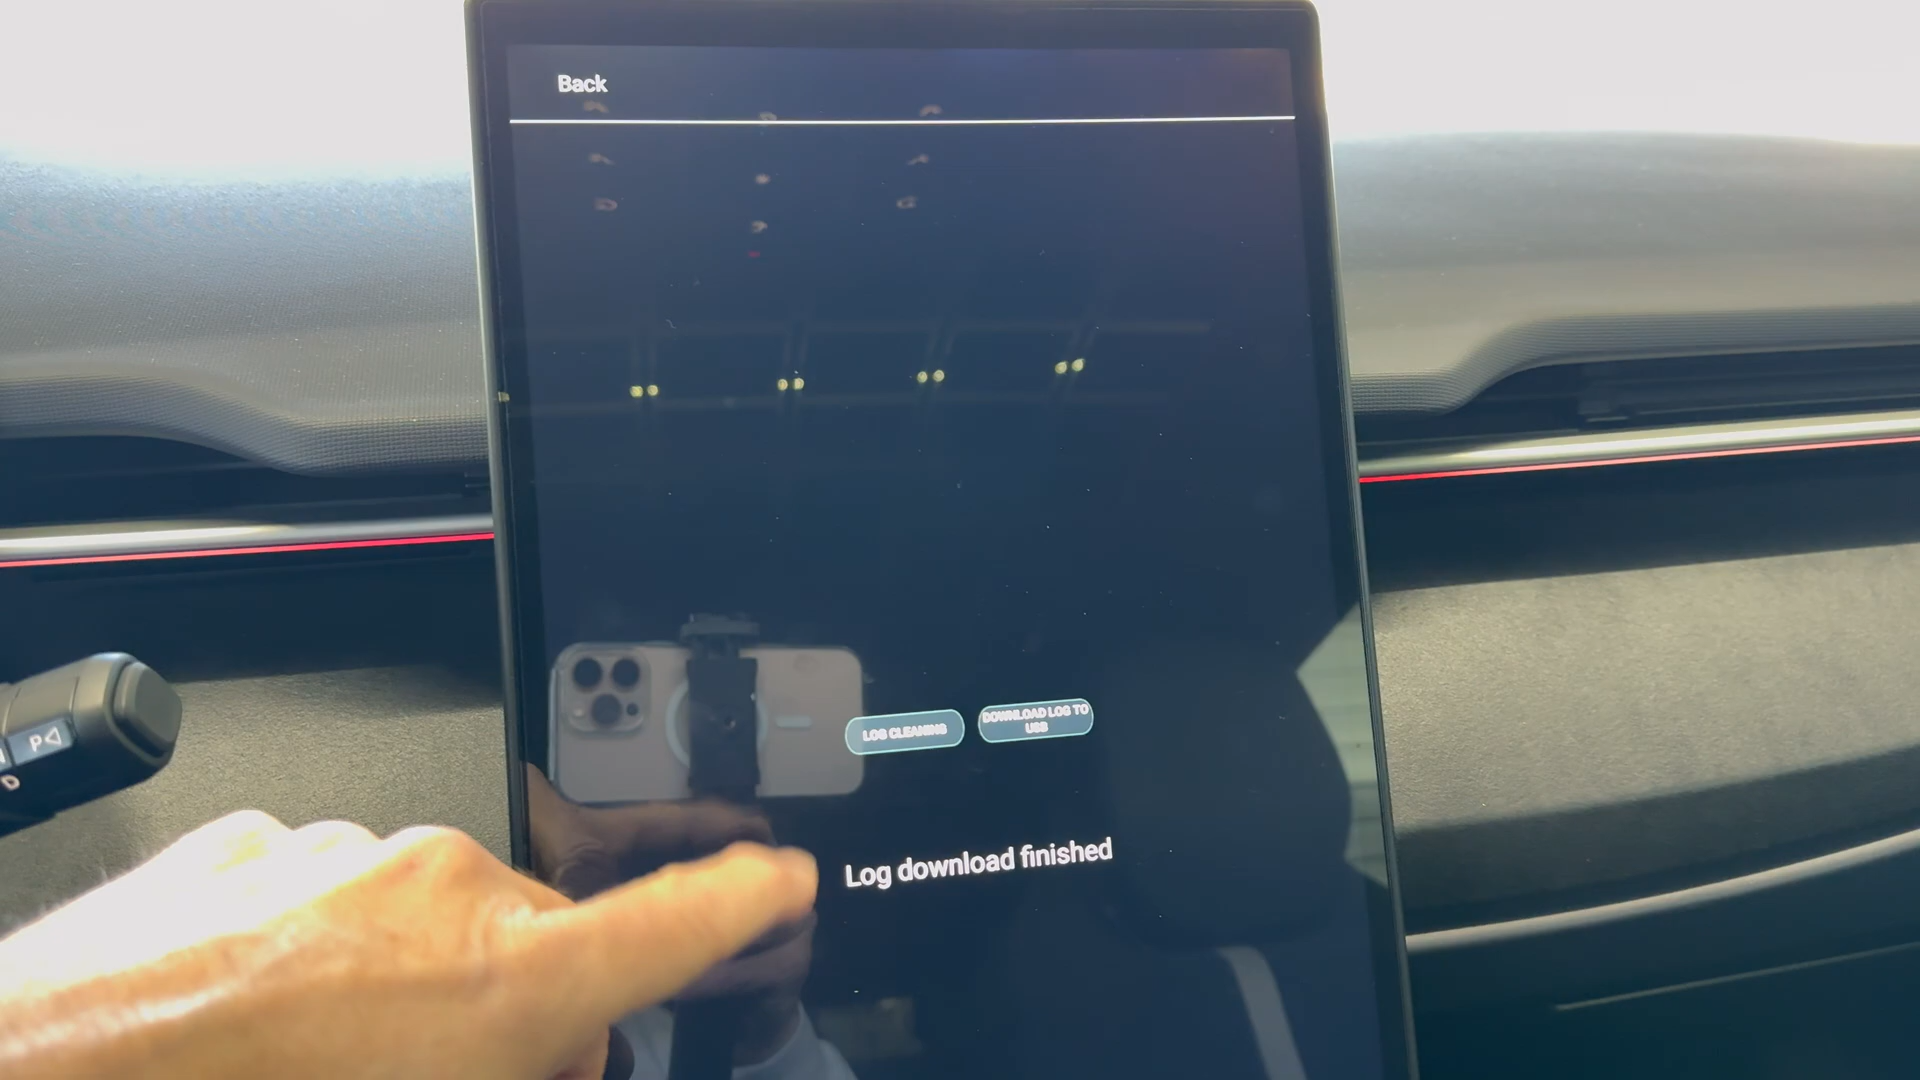 Back
LOG CLEANING
DOWNLOAD LOG TO
USB
Log download finished
P
D